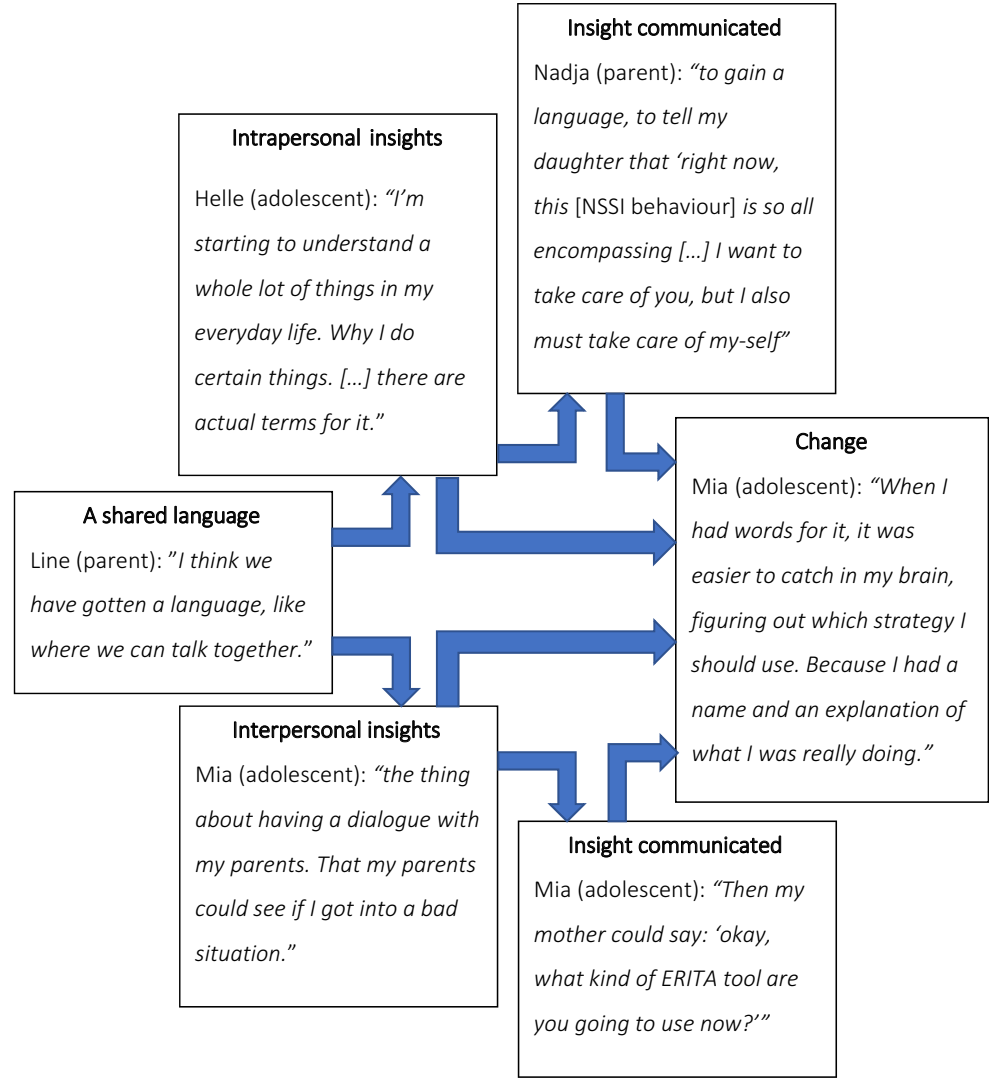 Insight communicated
Nadja (parent): “to gain a
language, to tell my
daughter that ‘right now,
this [NSSI behaviour] is so all
encompassing […] I want to
take care of you, but I also
must take care of my-self”
Intrapersonal insights
Helle (adolescent): “I’m
starting to understand a
whole lot of things in my
everyday life. Why I do
certain things. […] there are
actual terms for it.”
Change
Mia (adolescent): “When I
had words for it, it was
easier to catch in my brain,
figuring out which strategy I
should use. Because I had a
name and an explanation of
what I was really doing.”
A shared language
Line (parent): ”I think we
have gotten a language, like
where we can talk together.”
Interpersonal insights
Mia (adolescent): “the thing
about having a dialogue with
my parents. That my parents
could see if I got into a bad
situation.”
Insight communicated
Mia (adolescent): “Then my
mother could say: ‘okay,
what kind of ERITA tool are
you going to use now?’”